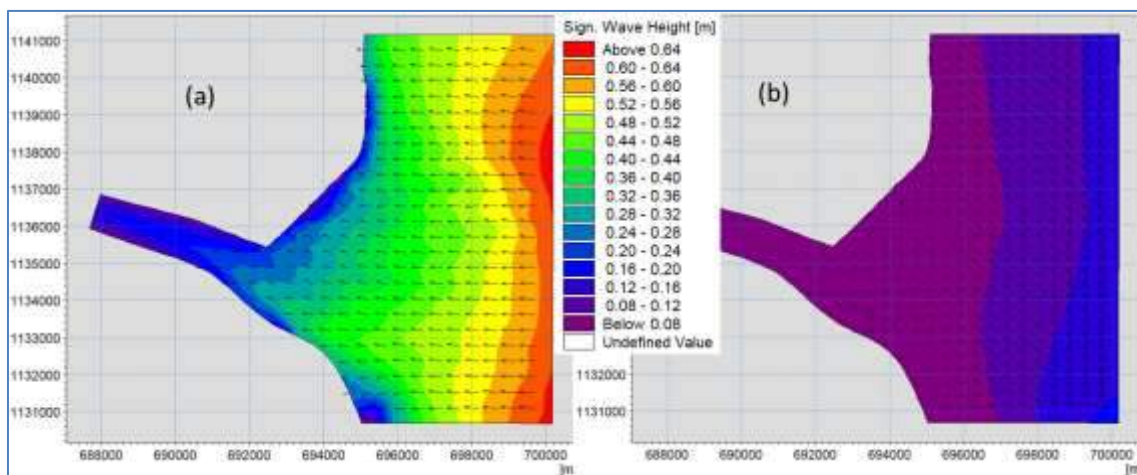 Sign. Wave Height [m]
Above 0.64
0.60 - 0.64
0.56 - 0.60
0.52 - 0.56
0.48 - 0.52
0.44 - 0.48
0.40 - 0.44
0.36 - 0.40
0.32 - 0.36
0.28 - 0.32
0.24 - 0.28
0.20 - 0.24
0.16 - 0.20
0.12 - 0.16
0.08 - 0.12
Below 0.08
Undefined Value
(a)
(b)
1141000
1140000
1139000
1138000
1137000
1136000
1135000
1134000
1133000
1132000
1131000
688000 690000 692000 694000 696000 698000 700000
[m
1132000
1131000
688000 690000 692000 694000 696000 698000 700000
[m